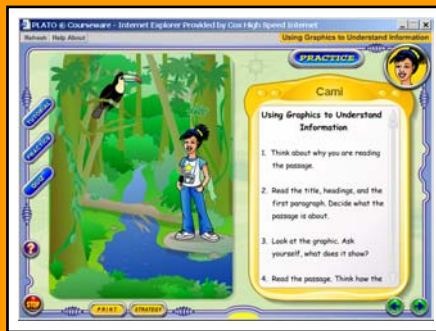 PLATO ® Courseware - Internet Explorer Provided by Cox High Speed Internet
Refresh Help About
Using Graphics to Understand Information
PRACTICE
Cami
TUTORIAL
PRACTICE
QUIZ
Using Graphics to Understand
Information
1. Think about why you are reading
the passage.
2. Read the title, headings, and the
first paragraph. Decide what the
passage is about.
3. Look at the graphic. Ask
yourself, what does it show?
4. Read the passage. Think how the
?
STOP
PRINT
STRATEGY